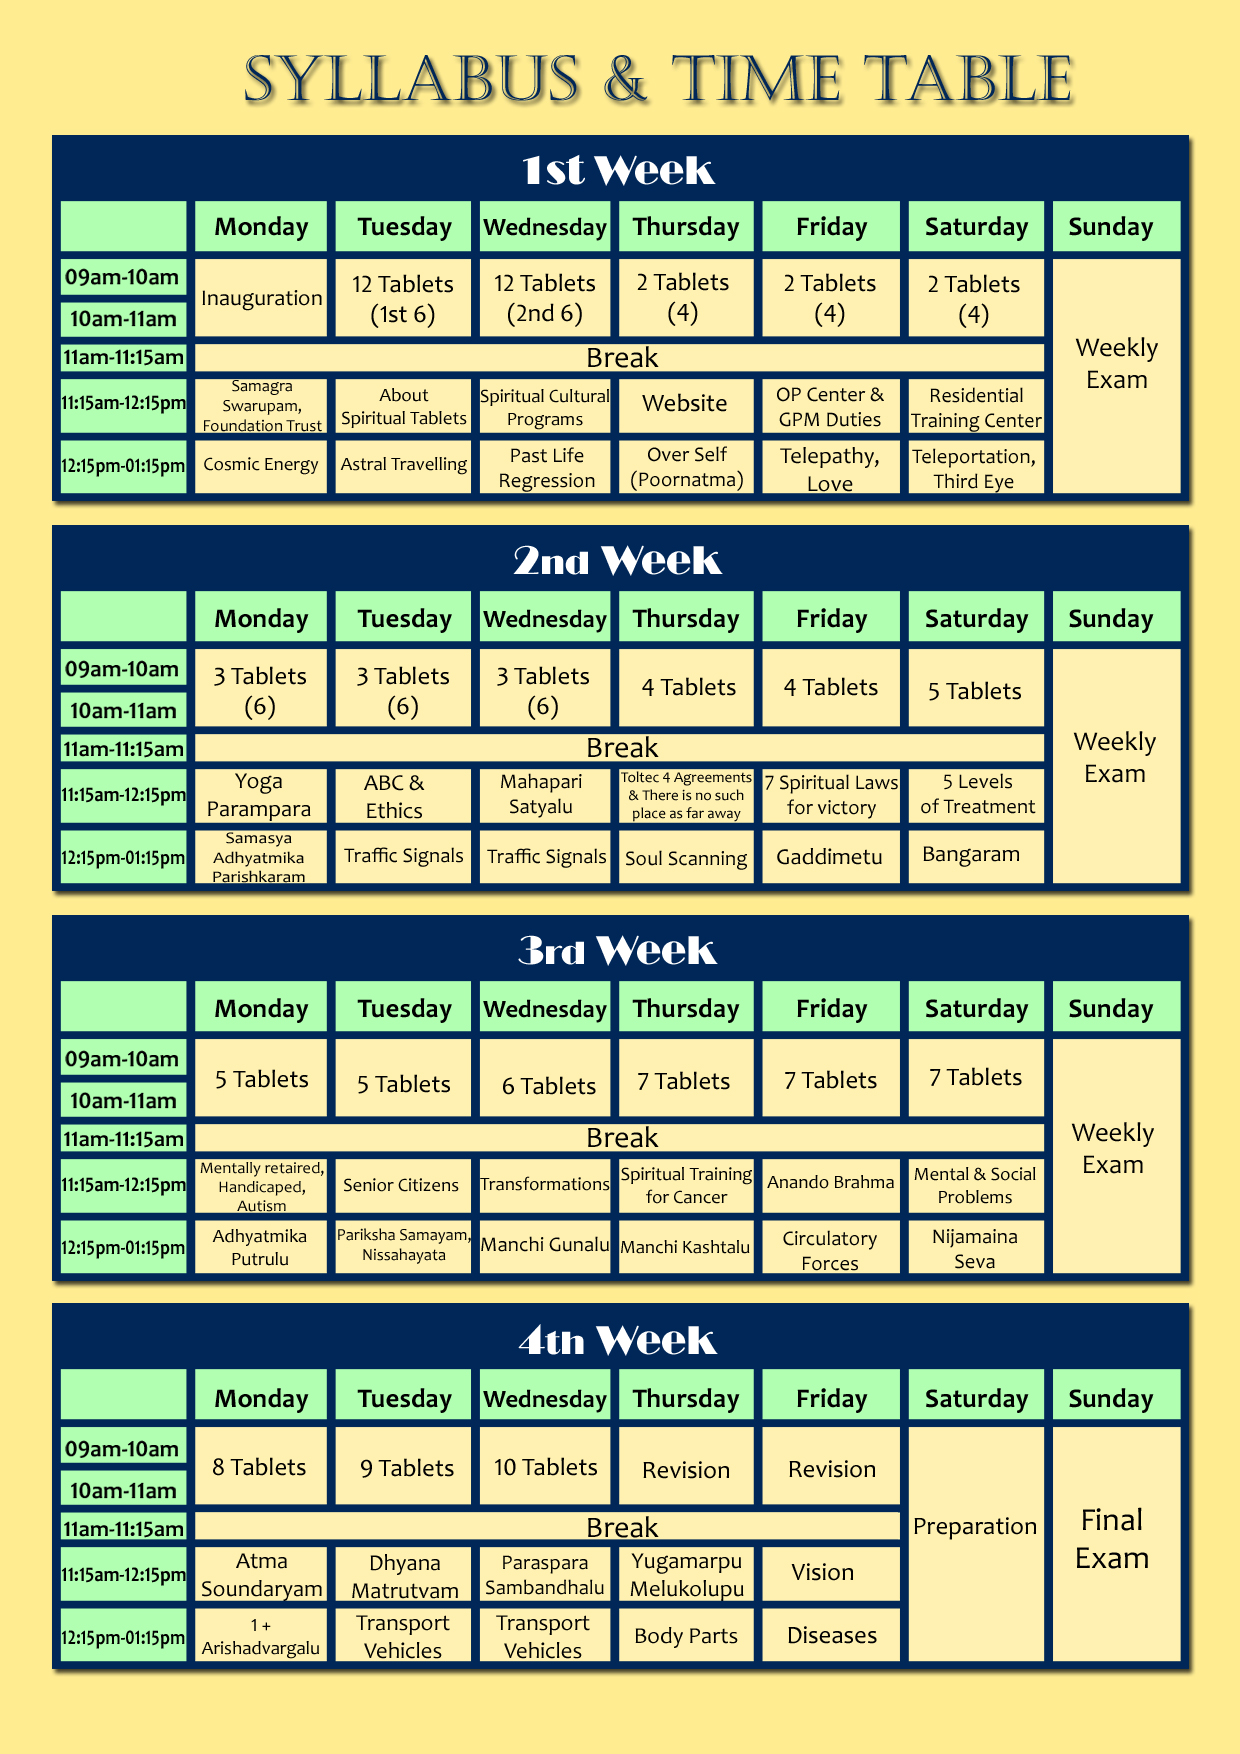 SYLLABUS & TIME TABLE
1st Week
Monday Tuesday Wednesday Thursday Friday Saturday Sunday
09am-10am
10am-11am
Inauguration
12 Tablets
(1st 6)
12 Tablets
(2nd 6)
2 Tablets
(4)
2 Tablets
(4)
2 Tablets
(4)
Weekly
Exam
11am-11:15am
Break
11:15am-12:15pm
Samagra
Swarupam,
Foundation Trust
About
Spiritual Tablets
Spiritual Cultural
Programs
Website
OP Center &
GPM Duties
Residential
Training Center
12:15pm-01:15pm
Cosmic Energy
Astral Travelling
Past Life
Regression
Over Self
(Poornatma)
Telepathy,
Love
Teleportation,
Third Eye
2nd Week
Monday Tuesday Wednesday Thursday Friday Saturday Sunday
09am-10am
10am-11am
3 Tablets
(6)
3 Tablets
(6)
3 Tablets
(6)
4 Tablets
4 Tablets
5 Tablets
Weekly
Exam
11am-11:15am
Break
11:15am-12:15pm
Yoga
Parampara
ABC &
Ethics
Mahapari
Satyalu
Toltec 4 Agreements
& There is no such
place as far away
7 Spiritual Laws
for victory
5 Levels
of Treatment
12:15pm-01:15pm
Samasya
Adhyatmika
Parishkaram
Traffic Signals
Traffic Signals
Soul Scanning
Gaddimetu
Bangaram
3rd Week
Monday Tuesday Wednesday Thursday Friday Saturday Sunday
09am-10am
10am-11am
5 Tablets
5 Tablets
6 Tablets
7 Tablets
7 Tablets
7 Tablets
Weekly
Exam
11am-11:15am
Break
11:15am-12:15pm
Mentally retaired,
Handicaped,
Autism
Senior Citizens
Transformations
Spiritual Training
for Cancer
Anando Brahma
Mental & Social
Problems
12:15pm-01:15pm
Adhyatmika
Putrulu
Pariksha Samayam,
Nissahayata
Manchi Gunalu
Manchi Kashtalu
Circulatory
Forces
Nijamaina
Seva
4th Week
Monday Tuesday Wednesday Thursday Friday Saturday Sunday
09am-10am
10am-11am
8 Tablets
9 Tablets
10 Tablets
Revision
Revision
Preparation
Final
Exam
11am-11:15am
Break
11:15am-12:15pm
Atma
Soundaryam
Dhyana
Matrutvam
Paraspara
Sambandhalu
Yugamarpu
Melukolupu
Vision
12:15pm-01:15pm
1 +
Arishadvargalu
Transport
Vehicles
Transport
Vehicles
Body Parts
Diseases